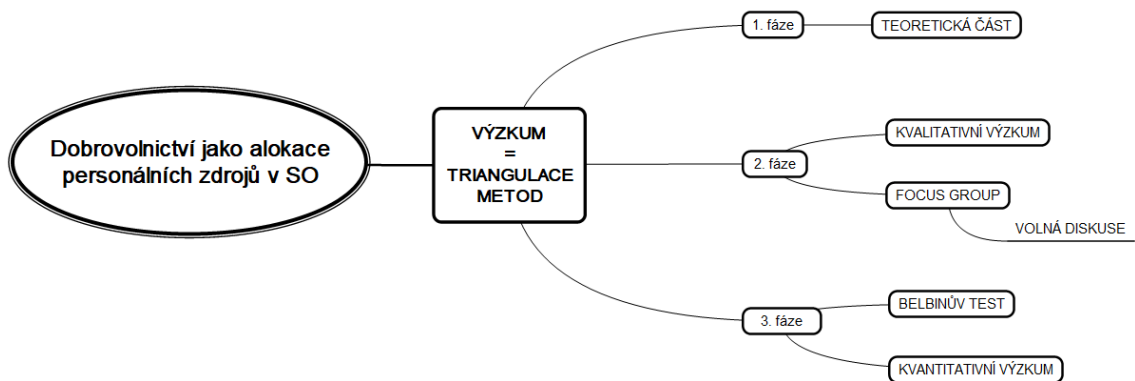 Dobrovolnictví jako alokace
personálních zdrojů v SO
VÝZKUM
=
TRIANGULACE
METOD
1. fáze
TEORETICKÁ ČÁST
2. fáze
KVALITATIVNÍ VÝZKUM
FOCUS GROUP
VOLNÁ DISKUSE
3. fáze
BELBINŮV TEST
KVANTITATIVNÍ VÝZKUM